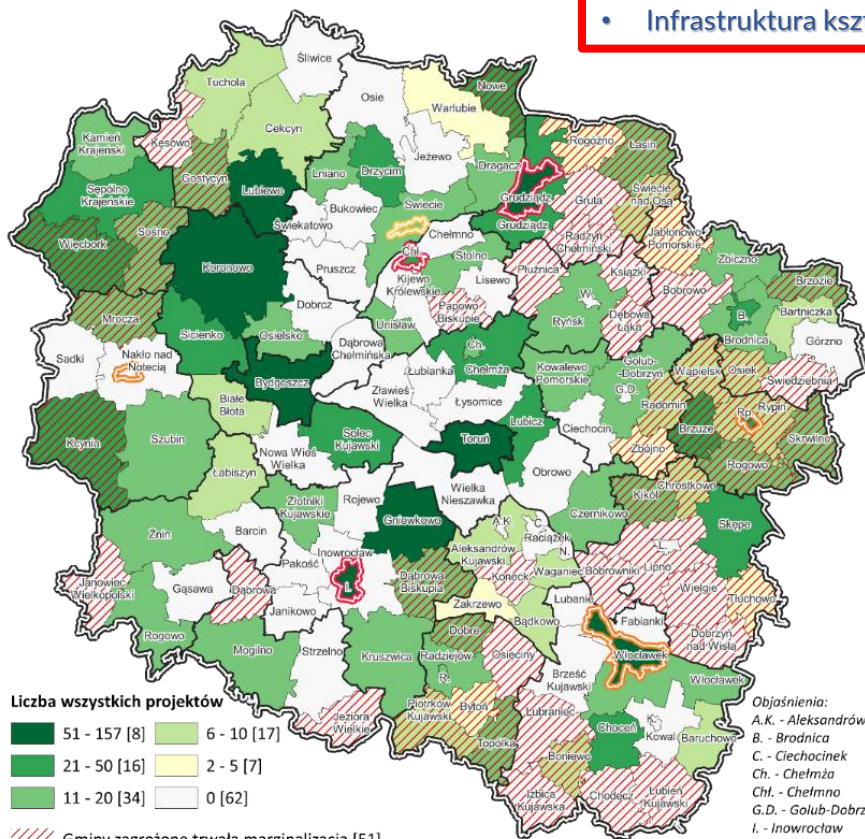 • Infrastruktura
Śliwice
Tuchola
Osie
Nowe
Warlubie
Cekcyn
Kęsowo
Kamień
Krajeński
Jeżewo
Rogóźno
Łasin
Gostycyn
Lubiewo
Lniano
Drzycim
Dragacz
Sępolno
Krajeńskie
Grudziądz
Gruta
Świecie
nad Osą
Świecie
Bukowiec
Świekatowo
Więcbork
Sośno
Chełmno
Grudziądz
Radzyń
Chełmiński
Jabłonowo
Pomorskie
Chł.
Stolno
Koronowo
Pruszcz
Kijewo
Królewskie
Lisewo
Płużnica
Książki
Bobrowo
Zbiczno
Brzozie
Mrocza
Dobrcz
Unisław
Papowo
Biskupie
W.
Ryńsk
Dębowa
Łąka
B.
Brodnica
Bartniczka
Górzno
Sicienko
Osielsko
Dąbrowa
Chełmińska
Ch.
Chełmża
Sadki
Nakło nad
Notecią
Kowalewo
Pomorskie
Golub-
-Dobrzyń
G.D.
Wąpielsk
Osiek
Świedziebnia
Bydgoszcz
Łubianka
Zławieś
Wielka
Łysomice
Białe
Błota
Radomin
Rp.
Rypin
Kcynia
Szubin
Solec
Kujawski
Toruń
Lubicz
Ciechocin
Brzuze
Skrwilno
Zbójno
Rogowo
Łabiszyn
Nowa Wieś
Wielka
Wielka
Nieszawka
Obrowo
Czernikowo
Kikół
Chrostkowo
Skępe
Złotniki
Kujawskie
Rojewo
Gniewkowo
Żnin
Barcin
A.K.
C.
Raciążek
N.
Aleksandrów
Kujawski
Waganiec
Bobrowniki
L.
Lipno
Inowrocław
Pakość
I.
Dąbrowa
Biskupia
Koneck
Wielgie
Janowiec
Wielkopolski
Gąsawa
Dąbrowa
Janikowo
Zakrzewo
Lubanie
Tłuchowo
Bądkowo
Fabianki
Rogowo
Dobre
Dobrzyń
nad Wisłą
Mogilno
Strzelno
Kruszwica
Radziejów
R.
Osięciny
Włocławek
Brześć
Kujawski
Włocławek
Jeziora
Wielkie
Piotrków
Kujawski
Bytoń
Lubraniec
Choceń
K.
Kowal
Baruchowo
Topólka
Boniewo
Izbica
Kujawska
Chodecz
Lubień
Kujawski
Liczba wszystkich projektów
51 - 157 [8] 6 - 10 [17]
21 - 50 [16] 2 - 5 [7]
11 - 20 [34] 0 [62]
Gminy zagrożone trwałą marginalizacją [51]
Objaśnienia:
A.K. - Aleksandrów
B. - Brodnica
C. - Ciechocinek
Ch. - Chełmża
Chł. - Chełmno
G.D. - Golub-Dobrz
I. - Inowrocław